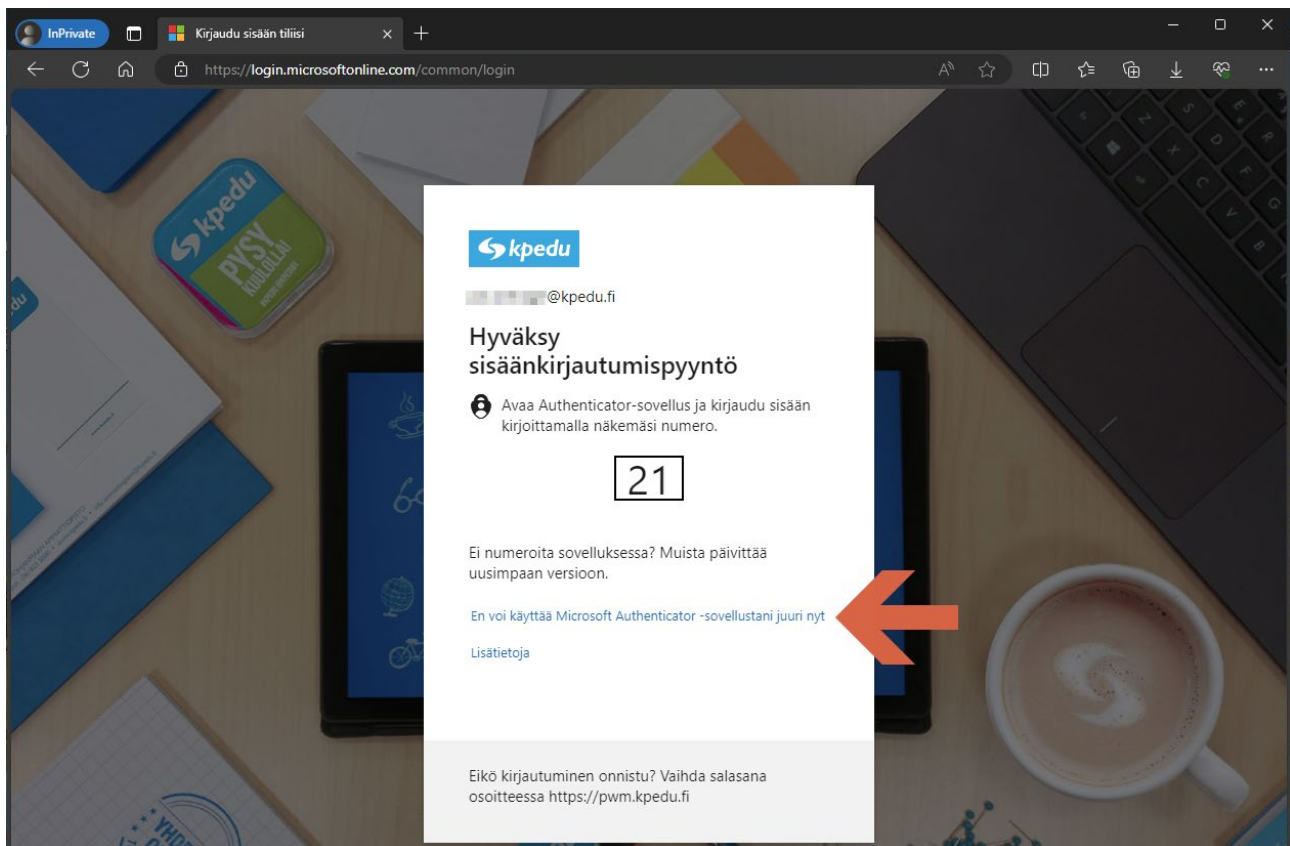 InPrivate
Kirjaudu sisään tiliisi
https://login.microsoftonline.com/common/login
kpedu
PYSY
KUULOLLA!
kpedu
@kpedu.fi
Hyväksy
sisäänkirjautumispyyntö
Avaa Authenticator-sovellus ja kirjaudu sisään
kirjoittamalla näkemäsi numero.
21
Ei numeroita sovelluksessa? Muista päivittää
uusimpaan versioon.
En voi käyttää Microsoft Authenticator -sovellustani juuri nyt
Lisätietoja
Eikö kirjautuminen onnistu? Vaihda salasana
osoitteessa https://pwm.kpedu.fi